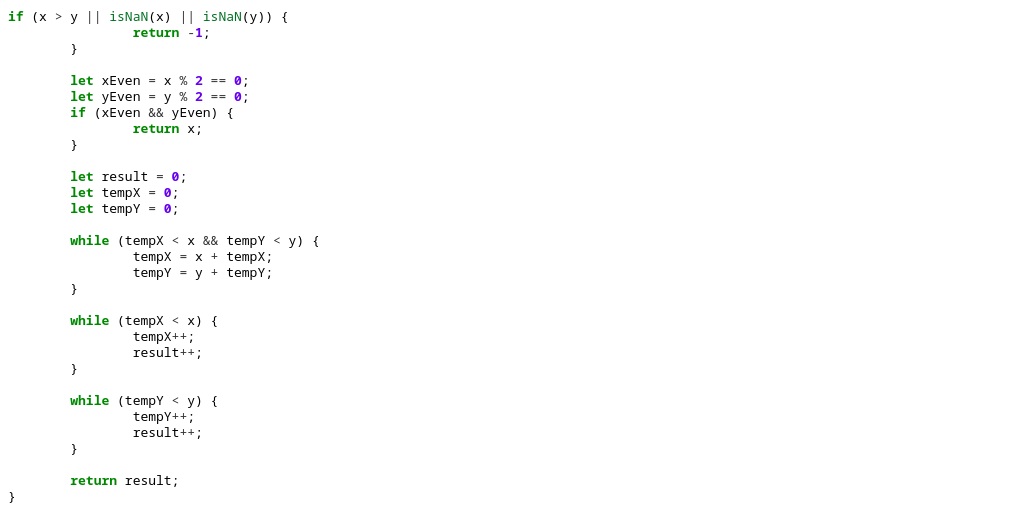 if (x > y || isNaN(x) || isNaN(y)) {
return -1;
}
let xEven = x % 2 == 0;
let yEven = y % 2 == 0;
if (xEven && yEven) {
return x;
}
let result = 0;
let tempX = 0;
let tempY = 0;
while (tempX < x && tempY < y) {
tempX = x + tempX;
tempY = y + tempY;
}
while (tempX < x) {
tempX++;
result++;
}
while (tempY < y) {
tempY++;
result++;
}
return result;
}